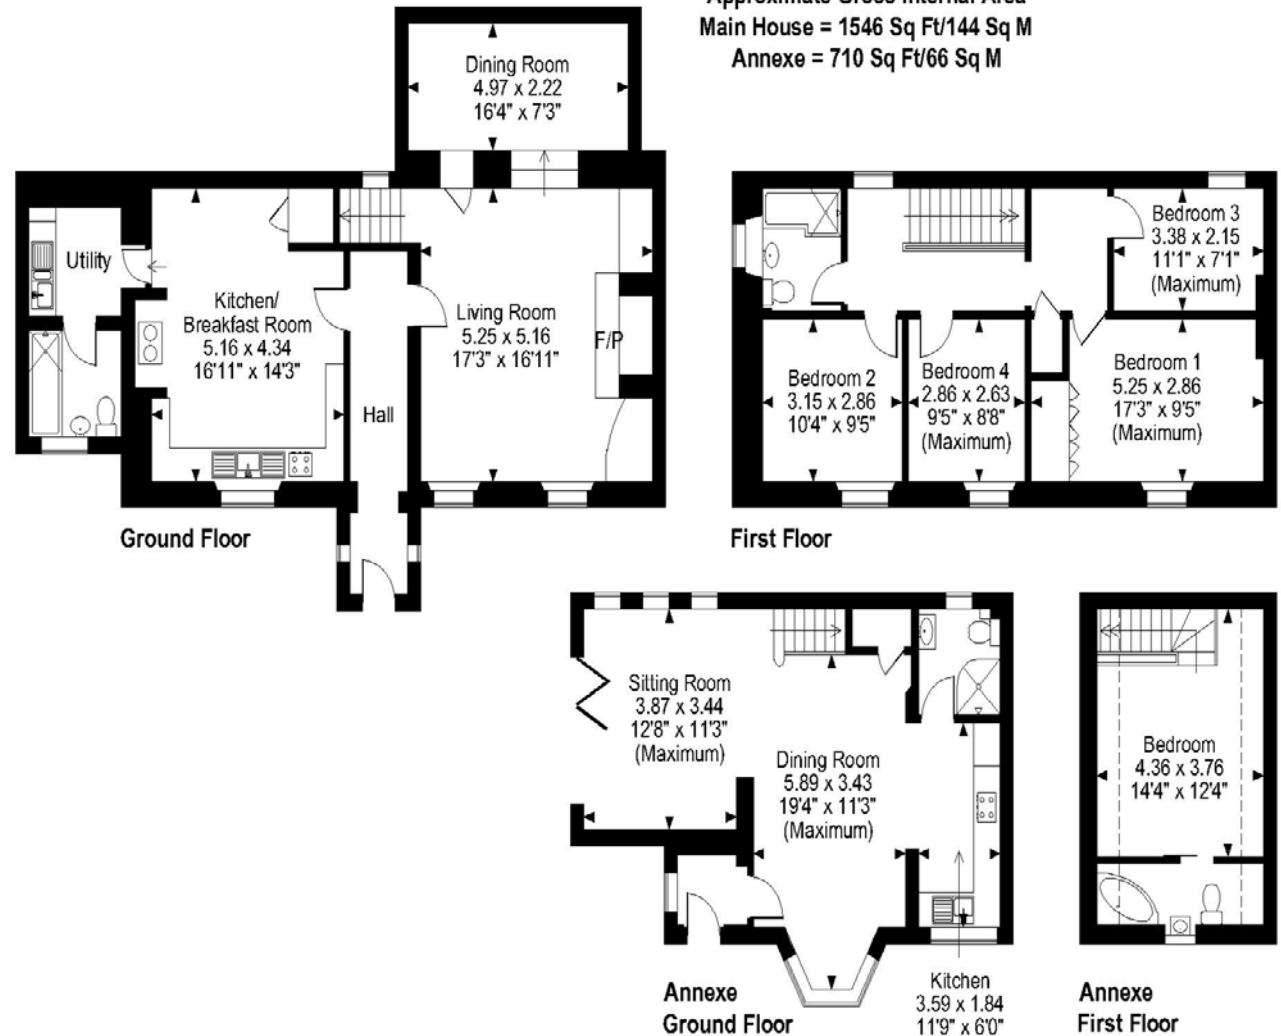 Approximate Gross Internal Area
Main House = 1546 Sq Ft/144 Sq M
Annexe = 710 Sq Ft/66 Sq M
Dining Room
4.97 x 2.22
16'4" x 7'3"
Utility
Kitchen/
Breakfast Room
5.16 x 4.34
16'11" x 14'3"
Living Room
5.25 x 5.16
17'3" x 16'11"
F/P
Hall
Ground Floor
Bedroom 3
3.38 x 2.15
11'1" x 7'1"
(Maximum)
Bedroom 2
3.15 x 2.86
10'4" x 9'5"
Bedroom 4
2.86 x 2.63
9'5" x 8'8"
(Maximum)
Bedroom 1
5.25 x 2.86
17'3" x 9'5"
(Maximum)
First Floor
Sitting Room
3.87 x 3.44
12'8" x 11'3"
(Maximum)
Dining Room
5.89 x 3.43
19'4" x 11'3"
(Maximum)
Kitchen
3.59 x 1.84
11'9" x 6'0"
Annexe
Ground Floor
Bedroom
4.36 x 3.76
14'4" x 12'4"
Annexe
First Floor